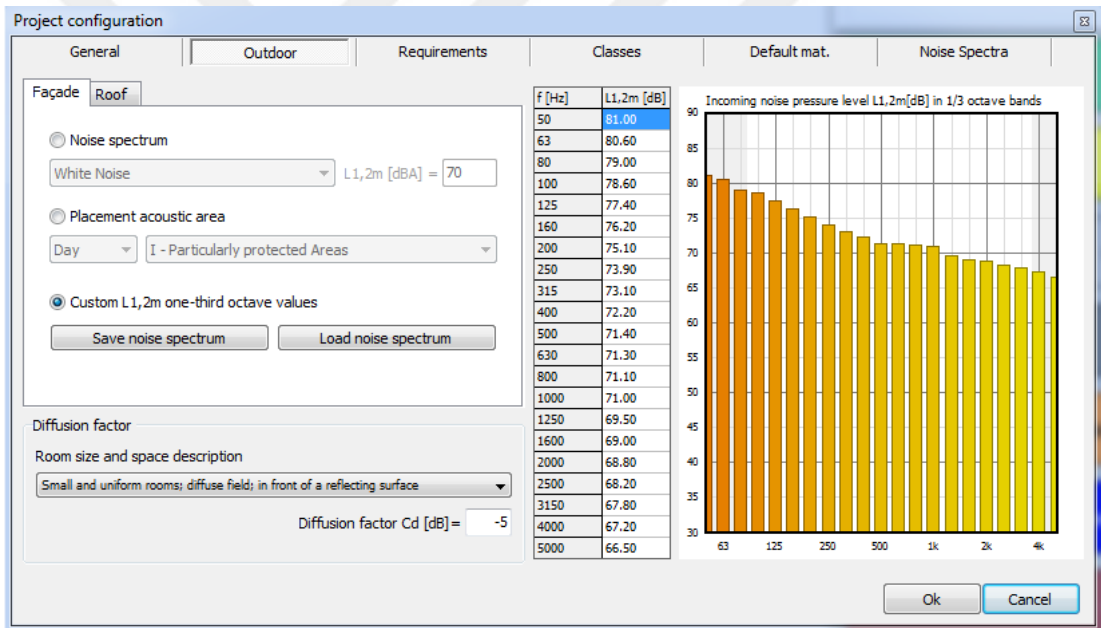 Project configuration
General Outdoor Requirements Classes Default mat. Noise Spectra
Façade Roof
Noise spectrum
White Noise L1,2m [dBA] = 70
Placement acoustic area
Day I - Particularly protected Areas
Custom L1,2m one-third octave values
Save noise spectrum Load noise spectrum
Diffusion factor
Room size and space description
Small and uniform rooms; diffuse field; in front of a reflecting surface
Diffusion factor Cd [dB]= -5
f [Hz] L1,2m [dB]
50 81.00
63 80.60
80 79.00
100 78.60
125 77.40
160 76.20
200 75.10
250 73.90
315 73.10
400 72.20
500 71.40
630 71.30
800 71.10
1000 71.00
1250 69.50
1600 69.00
2000 68.80
2500 68.20
3150 67.80
4000 67.20
5000 66.50
Incoming noise pressure level L1,2m[dB] in 1/3 octave bands
90
85
80
75
70
65
60
55
50
45
40
35
30
63 125 250 500 1k 2k 4k
Ok Cancel